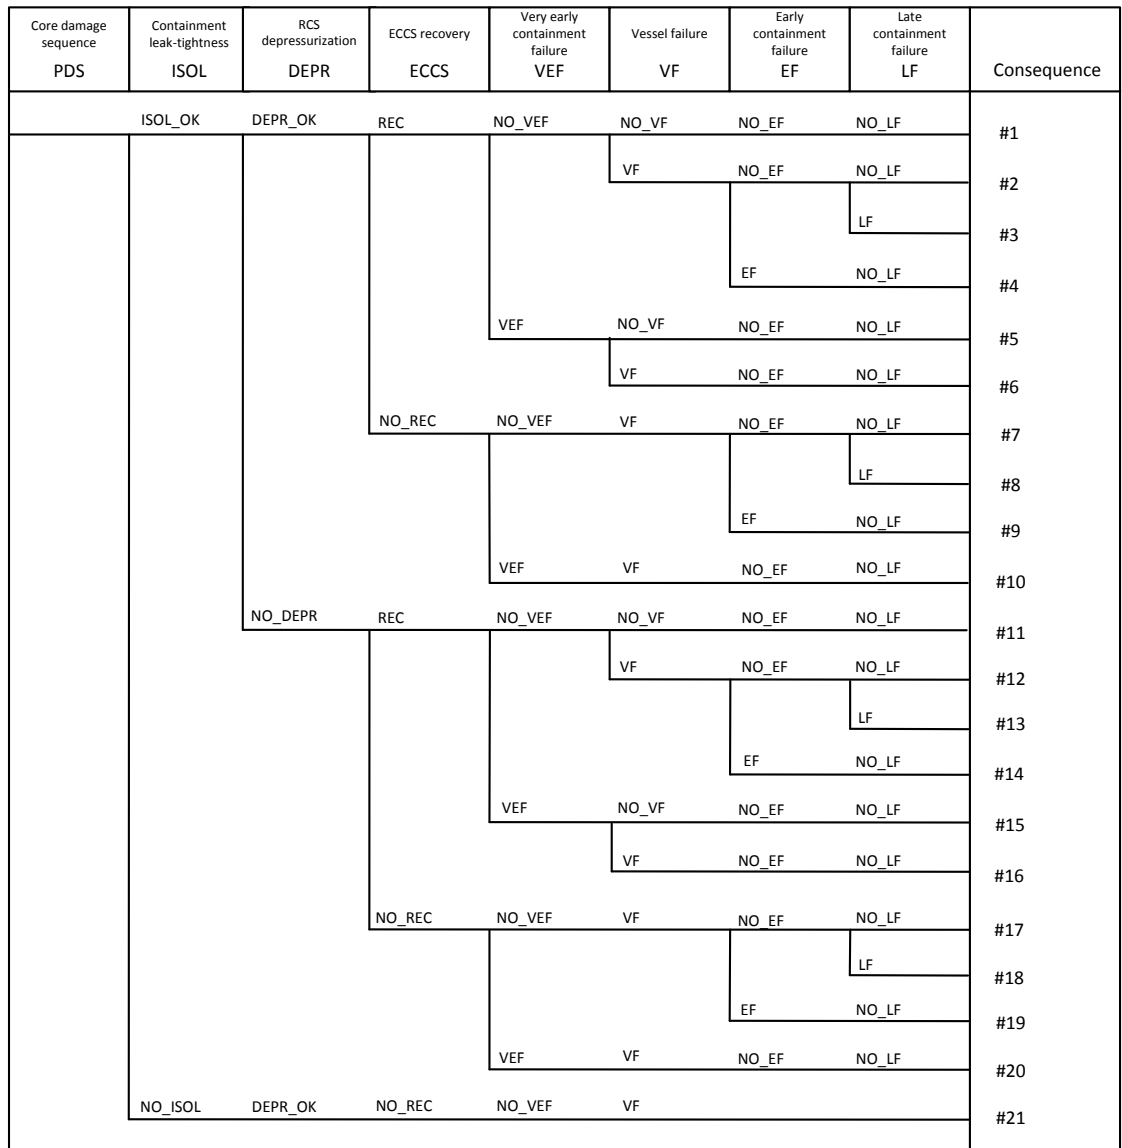 Core damage
sequence
PDS
Containment
leak-tightness
ISOL
RCS
depressurization
DEPR
ECCS recovery
ECCS
Very early
containment
failure
VEF
Vessel failure
VF
Early
containment
failure
EF
Late
containment
failure
LF
Consequence
ISOL_OK DEPR_OK REC NO_VEF NO_VF NO_EF NO_LF #1
VF NO_EF NO_LF #2
LF #3
EF NO_LF #4
VEF NO_VF NO_EF NO_LF #5
VF NO_EF NO_LF #6
NO_REC NO_VEF VF NO_EF NO_LF #7
LF #8
EF NO_LF #9
VEF VF NO_EF NO_LF #10
NO_DEPR REC NO_VEF NO_VF NO_EF NO_LF #11
VF NO_EF NO_LF #12
LF #13
EF NO_LF #14
VEF NO_VF NO_EF NO_LF #15
VF NO_EF NO_LF #16
NO_REC NO_VEF VF NO_EF NO_LF #17
LF #18
EF NO_LF #19
VEF VF NO_EF NO_LF #20
NO_ISOL DEPR_OK NO_REC NO_VEF VF #21